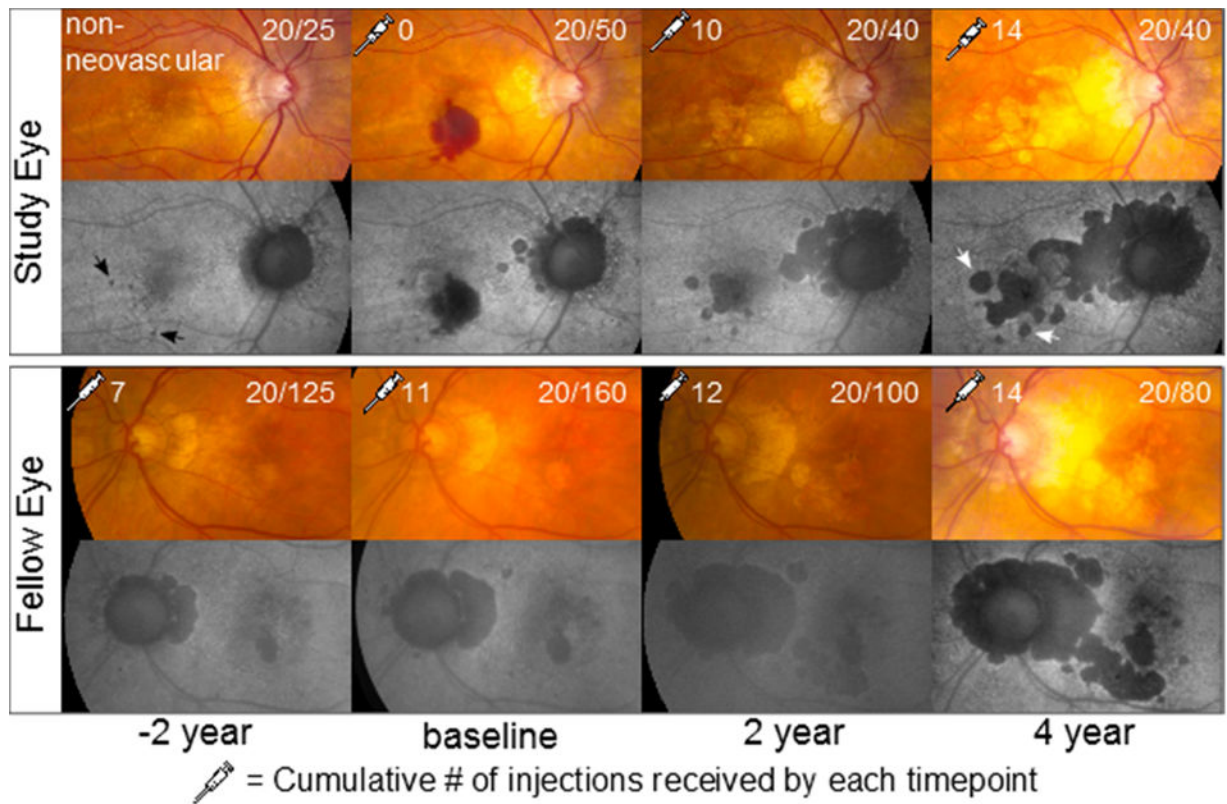 non-
neovascular 20/25
0 20/50
10 20/40
14 20/40
Study Eye
7 20/125
11 20/160
12 20/100
14 20/80
Fellow Eye
-2 year
baseline
2 year
4 year
= Cumulative # of injections received by each timepoint